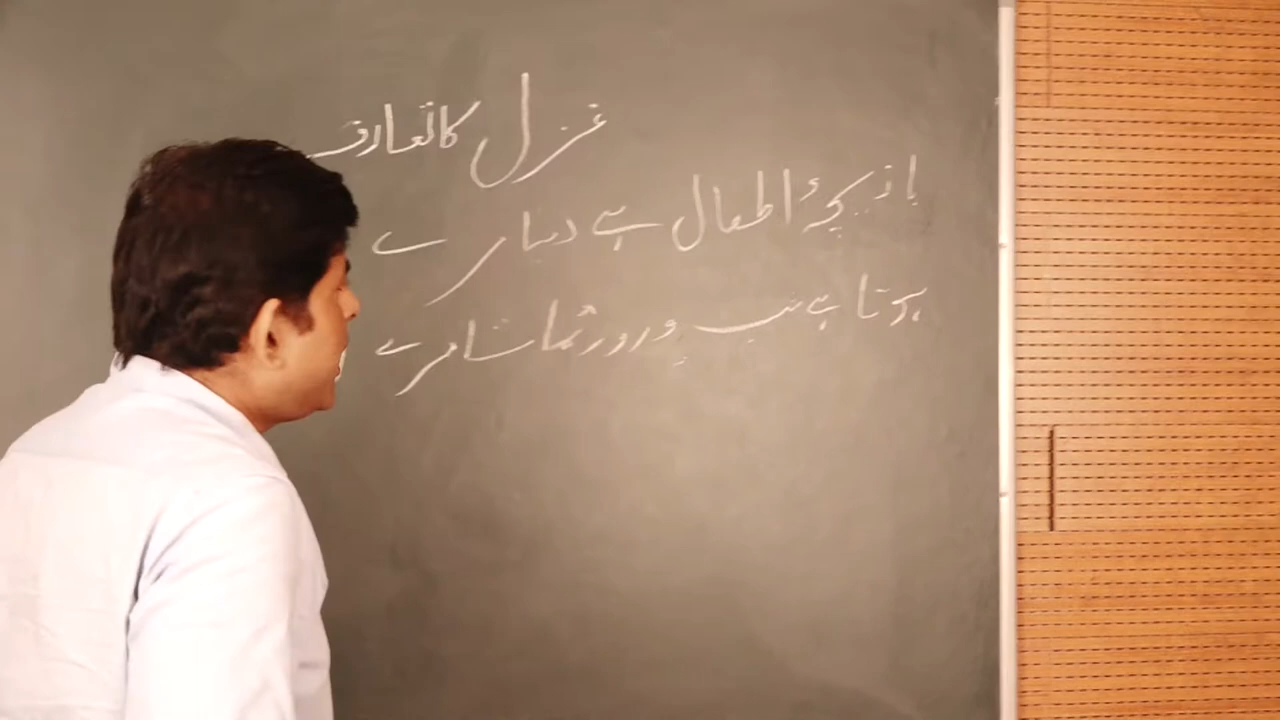 غزل کا تعارف
بازیچۂ اطفال ہے دنیا مرے
ہوتا ہے شب و روز تماشا مرے